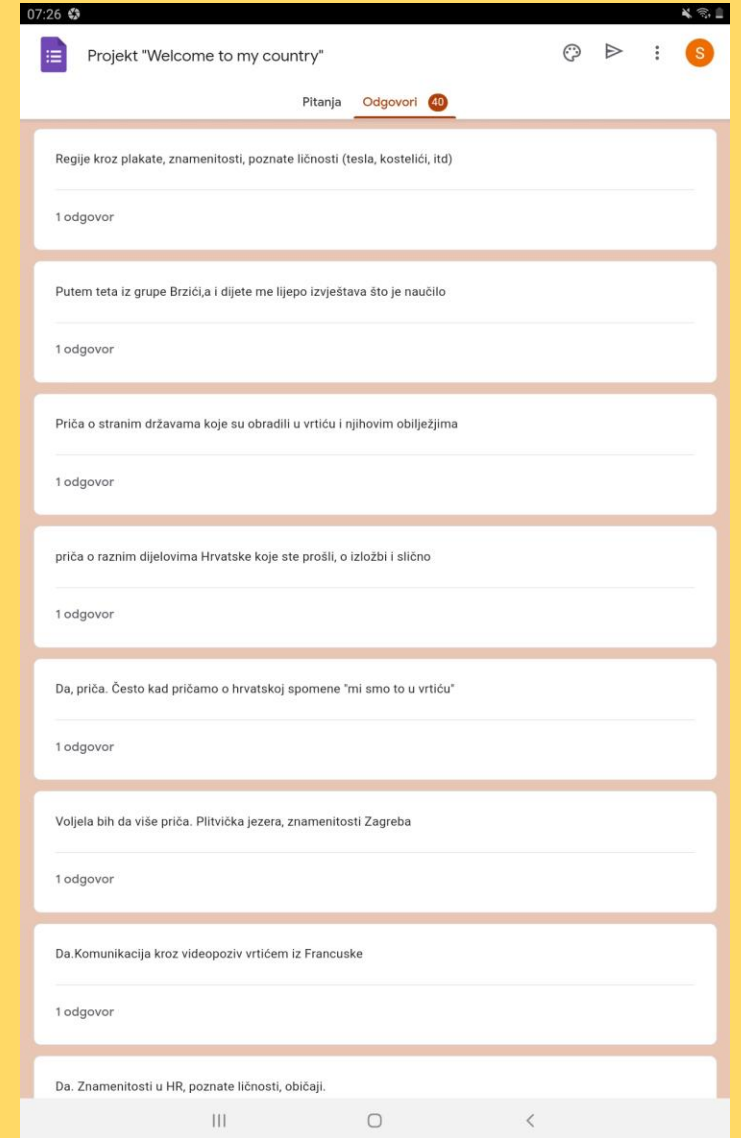 07:26
Projekt "Welcome to my country"
S
Pitanja Odgovori 40
Regije kroz plakate, znamenitosti, poznate ličnosti (tesla, kostelići, itd)
1 odgovor
Putem teta iz grupe Brzići,a i dijete me lijepo izvještava što je naučilo
1 odgovor
Priča o stranim državama koje su obradili u vrtiću i njihovim obilježjima
1 odgovor
priča o raznim dijelovima Hrvatske koje ste prošli, o izložbi i slično
1 odgovor
Da, priča. Često kad pričamo o hrvatskoj spomene "mi smo to u vrtiću"
1 odgovor
Voljela bih da više priča. Plitvička jezera, znamenitosti Zagreba
1 odgovor
Da.Komunikacija kroz videopoziv vrtićem iz Francuske
1 odgovor
Da. Znamenitosti u HR, poznate ličnosti, običaji.